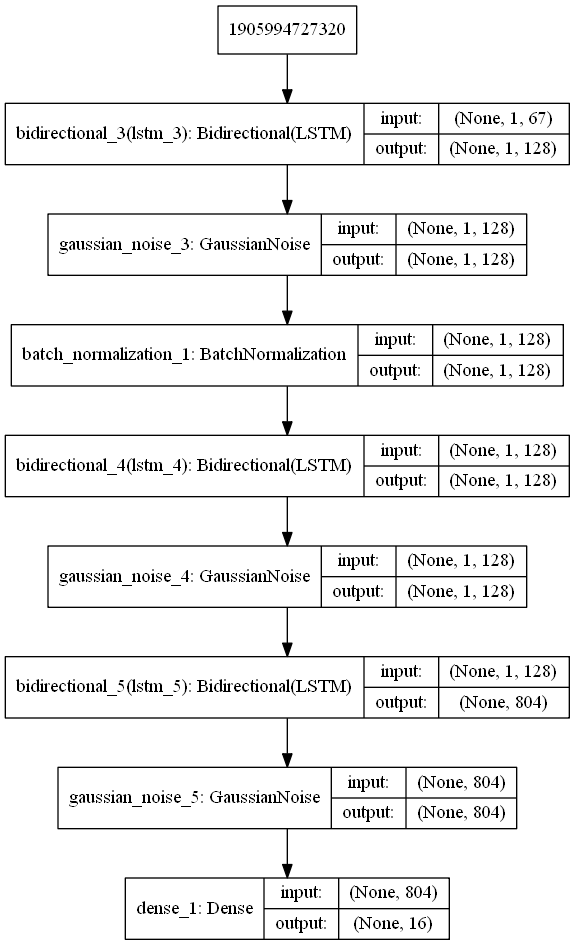 1905994727320
bidirectional_3(lstm_3): Bidirectional(LSTM)
input:
(None, 1, 67)
output:
(None, 1, 128)
gaussian_noise_3: GaussianNoise
input:
(None, 1, 128)
output:
(None, 1, 128)
batch_normalization_1: BatchNormalization
input:
(None, 1, 128)
output:
(None, 1, 128)
bidirectional_4(lstm_4): Bidirectional(LSTM)
input:
(None, 1, 128)
output:
(None, 1, 128)
gaussian_noise_4: GaussianNoise
input:
(None, 1, 128)
output:
(None, 1, 128)
bidirectional_5(lstm_5): Bidirectional(LSTM)
input:
(None, 1, 128)
output:
(None, 804)
gaussian_noise_5: GaussianNoise
input:
(None, 804)
output:
(None, 804)
dense_1: Dense
input:
(None, 804)
output:
(None, 16)